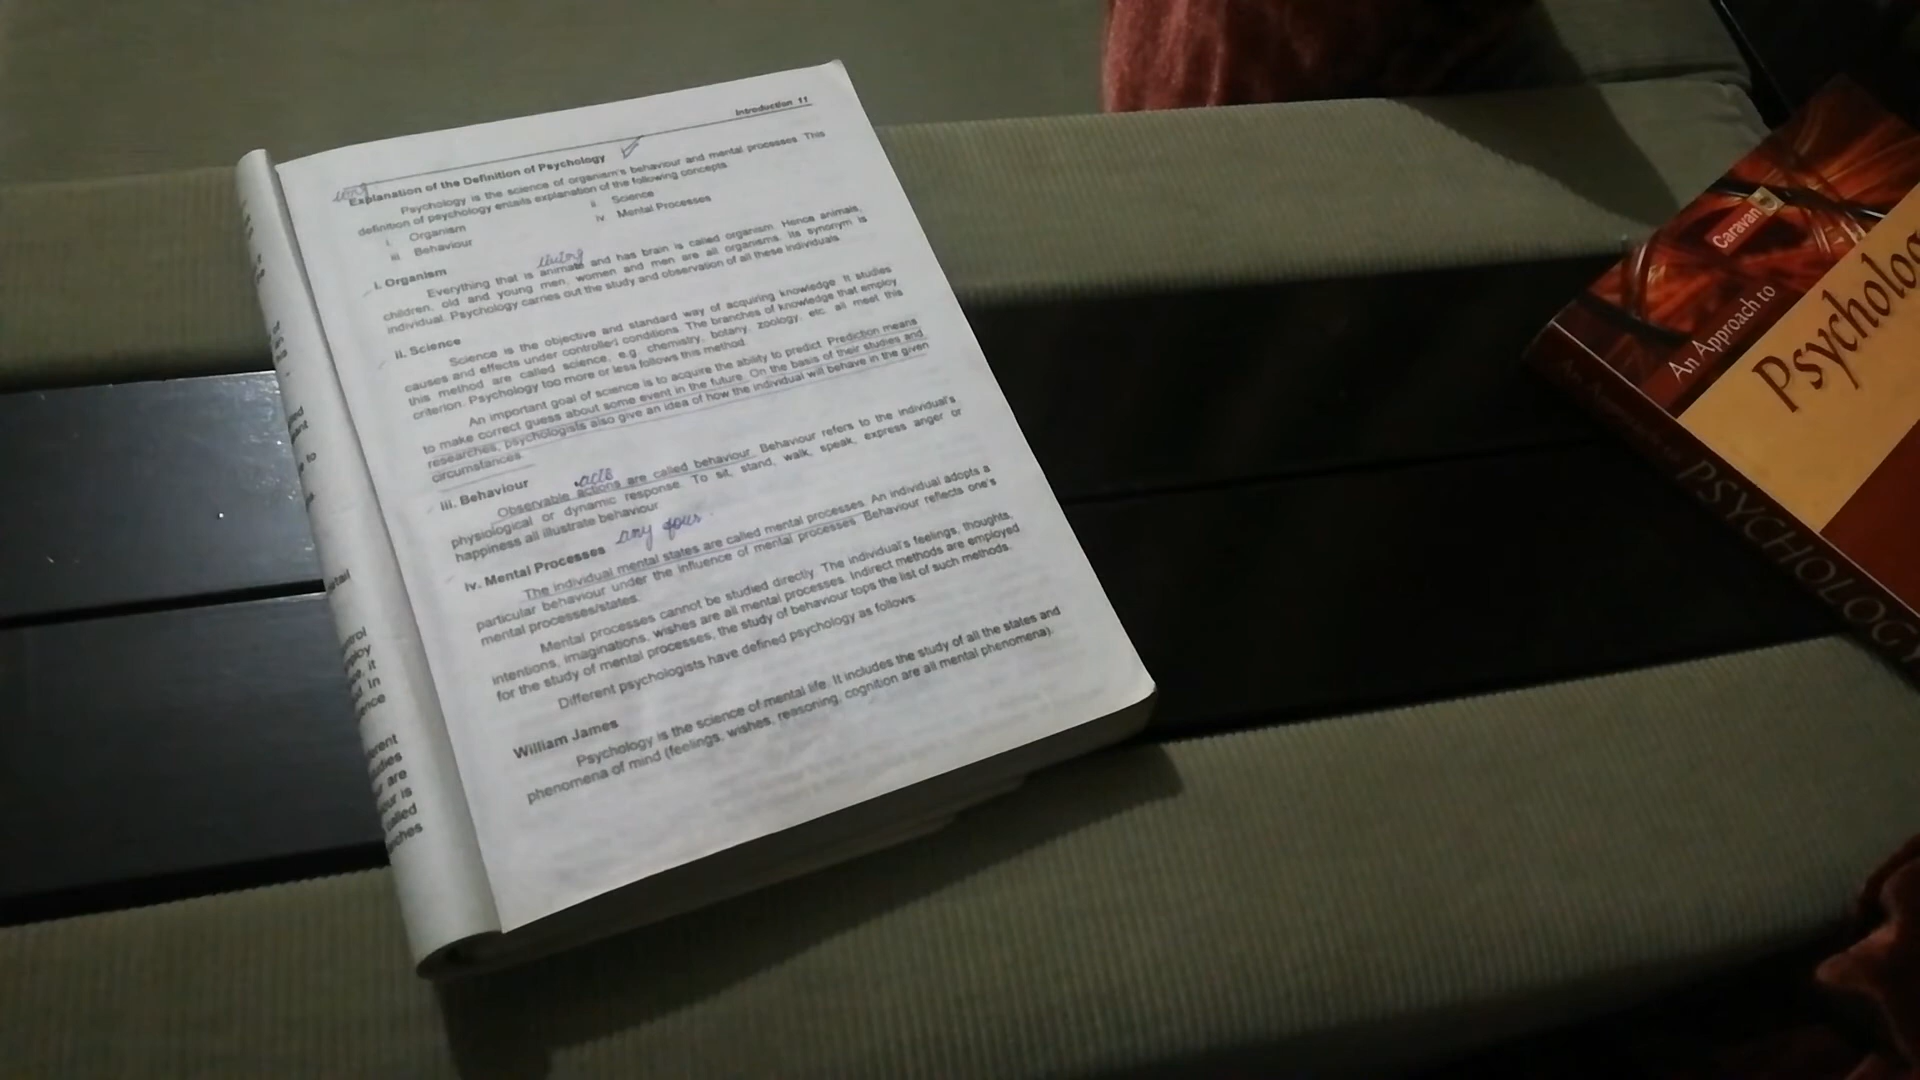 Introduction 11
Explanation of the Definition of Psychology
Psychology is the science of organism's behaviour and mental processes. This
definition of psychology entails explanation of the following concepts
i. Organism
ii. Science
iii. Behaviour
iv. Mental Processes
i. Organism
Everything that is animate and has brain is called organism. Hence animals,
children, old and young men, women and men are all organisms. Its synonym is
individual. Psychology carries out the study and observation of all these individuals.
ii. Science
Science is the objective and standard way of acquiring knowledge. It studies
causes and effects under controlled conditions. The branches of knowledge that employ
this method are called science, e.g. chemistry, botany, zoology, etc. all meet this
criterion. Psychology too more or less follows this method.
An important goal of science is to acquire the ability to predict. Prediction means
to make correct guess about some event in the future. On the basis of their studies and
researches, psychologists also give an idea of how the individual will behave in the given
circumstances.
acts
iii. Behaviour
Observable actions are called behaviour. Behaviour refers to the individual's
physiological or dynamic response. To sit, stand, walk, speak, express anger or
happiness all illustrate behaviour.
iv. Mental Processes any four.
The individual mental states are called mental processes. An individual adopts a
particular behaviour under the influence of mental processes. Behaviour reflects one's
mental processes/states.
Mental processes cannot be studied directly. The individual's feelings, thoughts,
intentions, imaginations, wishes are all mental processes. Indirect methods are employed
for the study of mental processes, the study of behaviour tops the list of such methods.
Different psychologists have defined psychology as follows.
William James
Psychology is the science of mental life. It includes the study of all the states and
phenomena of mind (feelings, wishes, reasoning, cognition are all mental phenomena).
ence
are
is
called
Caravan
An Approach to
Psycholo
PSYCHOLOGY